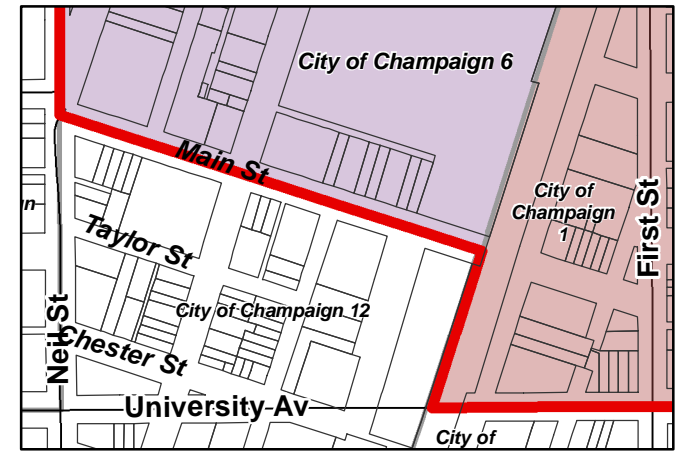 City of Champaign 6
Main St
City of
Champaign
1
First St
n
Taylor St
City of Champaign 12
Neil St
Chester St
University Av
City of